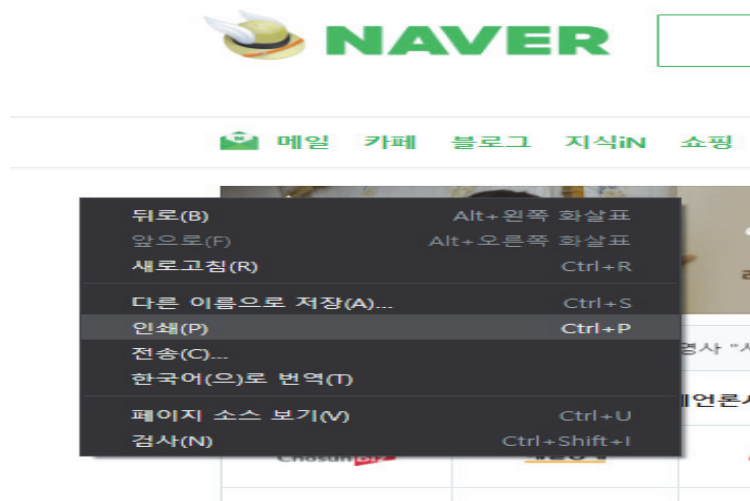 NAVER
메일 카페 블로그 지식iN 쇼핑
뒤로(B) Alt+왼쪽 화살표
앞으로(F) Alt+오른쪽 화살표
새로고침(R) Ctrl+R
다른 이름으로 저장(A)... Ctrl+S
인쇄(P) Ctrl+P
전송(C)...
한국어(으)로 번역(T)
페이지 소스 보기(V) Ctrl+U
검사(N) Ctrl+Shift+I